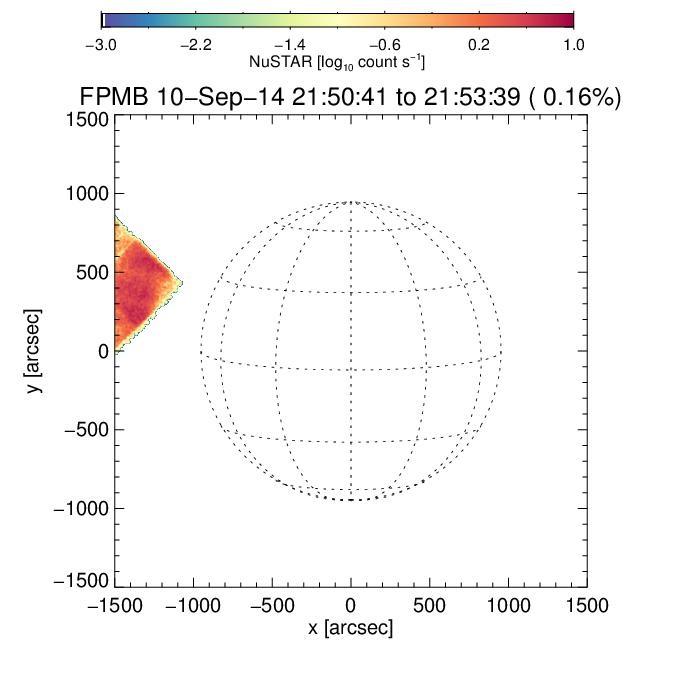 −3.0 −2.2 −1.4 −0.6 0.2 1.0
NuSTAR [log₁₀ count s⁻¹]
FPMB 10−Sep−14 21:50:41 to 21:53:39 ( 0.16%)
1500
1000
500
0
−500
−1000
−1500
y [arcsec]
−1500 −1000 −500 0 500 1000 1500
x [arcsec]